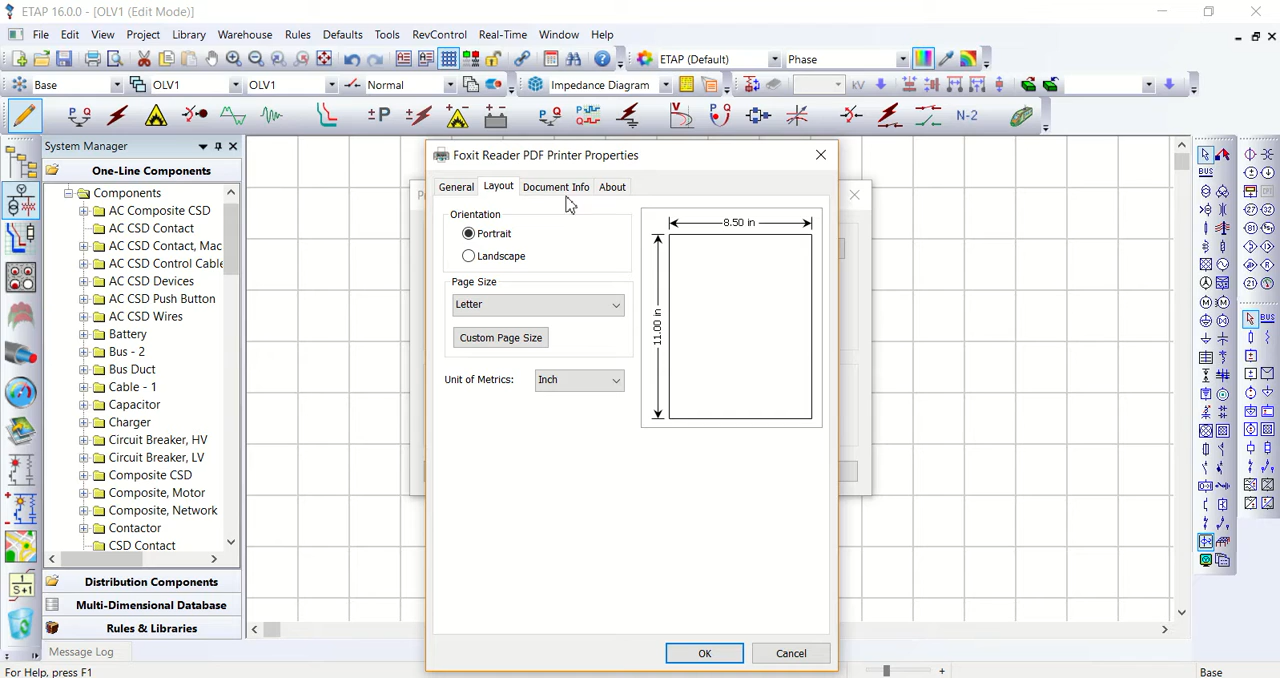 ETAP 16.0.0 - [OLV1 (Edit Mode)]
File Edit View Project Library Warehouse Rules Defaults Tools RevControl Real-Time Window Help
ETAP (Default) Phase
Base OLV1 Normal Impedance Diagram kV
N-2
System Manager
One-Line Components
Components
AC Composite CSD
AC CSD Contact
AC CSD Contact, Mac
AC CSD Control Cable
AC CSD Devices
AC CSD Push Button
AC CSD Wires
Battery
Bus - 2
Bus Duct
Cable - 1
Capacitor
Charger
Circuit Breaker, HV
Circuit Breaker, LV
Composite CSD
Composite, Motor
Composite, Network
Contactor
CSD Contact
Distribution Components
Multi-Dimensional Database
Rules & Libraries
Message Log
For Help, press F1
Foxit Reader PDF Printer Properties
General Layout Document Info About
Orientation
Portrait
Landscape
Page Size
Letter
Custom Page Size
Unit of Metrics: Inch
8.50 in
11.00 in
OK Cancel
BUS
BUS
Base